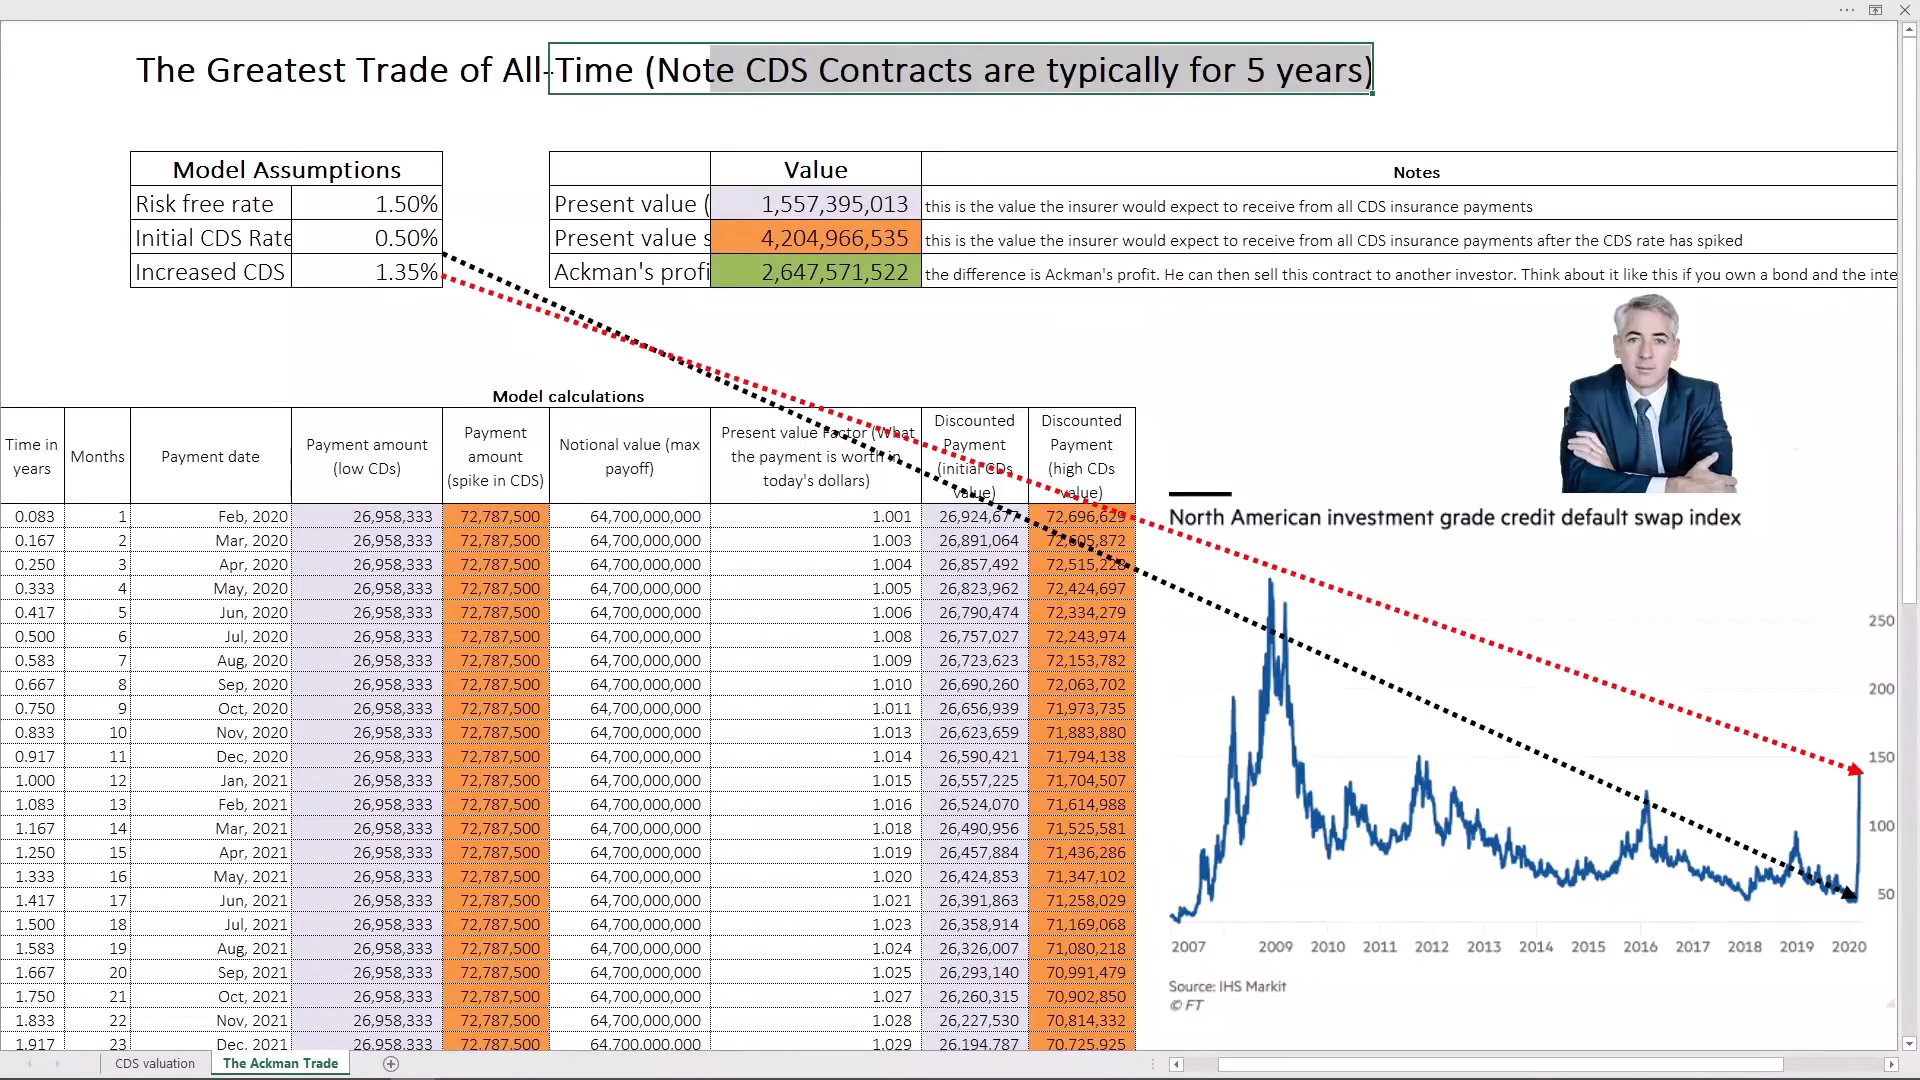 The Greatest Trade of All-Time (Note CDS Contracts are typically for 5 years)
Model Assumptions
Risk free rate 1.50%
Initial CDS Rate 0.50%
Increased CDS 1.35%
Value Notes
Present value ( 1,557,395,013 this is the value the insurer would expect to receive from all CDS insurance payments
Present value s 4,204,966,535 this is the value the insurer would expect to receive from all CDS insurance payments after the CDS rate has spiked
Ackman's profi 2,647,571,522 the difference is Ackman's profit. He can then sell this contract to another investor. Think about it like this if you own a bond and the inte
Model calculations
Time in years Months Payment date Payment amount (low CDs) Payment amount (spike in CDS) Notional value (max payoff) Present value Factor (What the payment is worth in today's dollars) Discounted Payment (initial CDs value) Discounted Payment (high CDs value)
0.083 1 Feb, 2020 26,958,333 72,787,500 64,700,000,000 1.001 26,924,677 72,696,629
0.167 2 Mar, 2020 26,958,333 72,787,500 64,700,000,000 1.003 26,891,064 72,605,872
0.250 3 Apr, 2020 26,958,333 72,787,500 64,700,000,000 1.004 26,857,492 72,515,228
0.333 4 May, 2020 26,958,333 72,787,500 64,700,000,000 1.005 26,823,962 72,424,697
0.417 5 Jun, 2020 26,958,333 72,787,500 64,700,000,000 1.006 26,790,474 72,334,279
0.500 6 Jul, 2020 26,958,333 72,787,500 64,700,000,000 1.008 26,757,027 72,243,974
0.583 7 Aug, 2020 26,958,333 72,787,500 64,700,000,000 1.009 26,723,623 72,153,782
0.667 8 Sep, 2020 26,958,333 72,787,500 64,700,000,000 1.010 26,690,260 72,063,702
0.750 9 Oct, 2020 26,958,333 72,787,500 64,700,000,000 1.011 26,656,939 71,973,735
0.833 10 Nov, 2020 26,958,333 72,787,500 64,700,000,000 1.013 26,623,659 71,883,880
0.917 11 Dec, 2020 26,958,333 72,787,500 64,700,000,000 1.014 26,590,421 71,794,138
1.000 12 Jan, 2021 26,958,333 72,787,500 64,700,000,000 1.015 26,557,225 71,704,507
1.083 13 Feb, 2021 26,958,333 72,787,500 64,700,000,000 1.016 26,524,070 71,614,988
1.167 14 Mar, 2021 26,958,333 72,787,500 64,700,000,000 1.018 26,490,956 71,525,581
1.250 15 Apr, 2021 26,958,333 72,787,500 64,700,000,000 1.019 26,457,884 71,436,286
1.333 16 May, 2021 26,958,333 72,787,500 64,700,000,000 1.020 26,424,853 71,347,102
1.417 17 Jun, 2021 26,958,333 72,787,500 64,700,000,000 1.021 26,391,863 71,258,029
1.500 18 Jul, 2021 26,958,333 72,787,500 64,700,000,000 1.023 26,358,914 71,169,068
1.583 19 Aug, 2021 26,958,333 72,787,500 64,700,000,000 1.024 26,326,007 71,080,218
1.667 20 Sep, 2021 26,958,333 72,787,500 64,700,000,000 1.025 26,293,140 70,991,479
1.750 21 Oct, 2021 26,958,333 72,787,500 64,700,000,000 1.027 26,260,315 70,902,850
1.833 22 Nov, 2021 26,958,333 72,787,500 64,700,000,000 1.028 26,227,530 70,814,332
1.917 23 Dec, 2021 26,958,333 72,787,500 64,700,000,000 1.029 26,194,787 70,725,925
North American investment grade credit default swap index
250
200
150
100
50
2007 2009 2010 2011 2012 2013 2014 2015 2016 2017 2018 2019 2020
Source: IHS Markit
© FT
CDS valuation The Ackman Trade